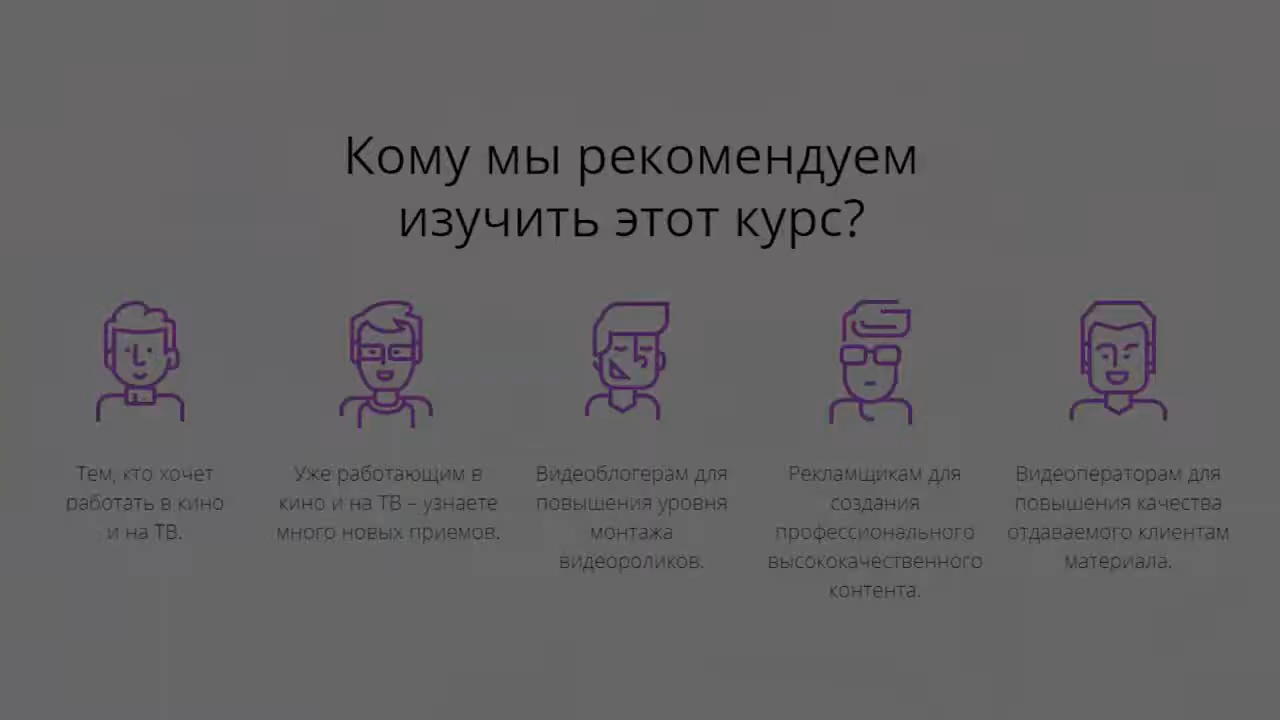 Кому мы рекомендуем
изучить этот курс?
Тем, кто хочет
работать в кино
и на ТВ.
Уже работающим в
кино и на ТВ – узнаете
много новых приемов.
Видеоблогерам для
повышения уровня
монтажа
видеороликов.
Рекламщикам для
создания
профессионального
высококачественного
контента.
Видеоператорам для
повышения качества
отдаваемого клиентам
материала.